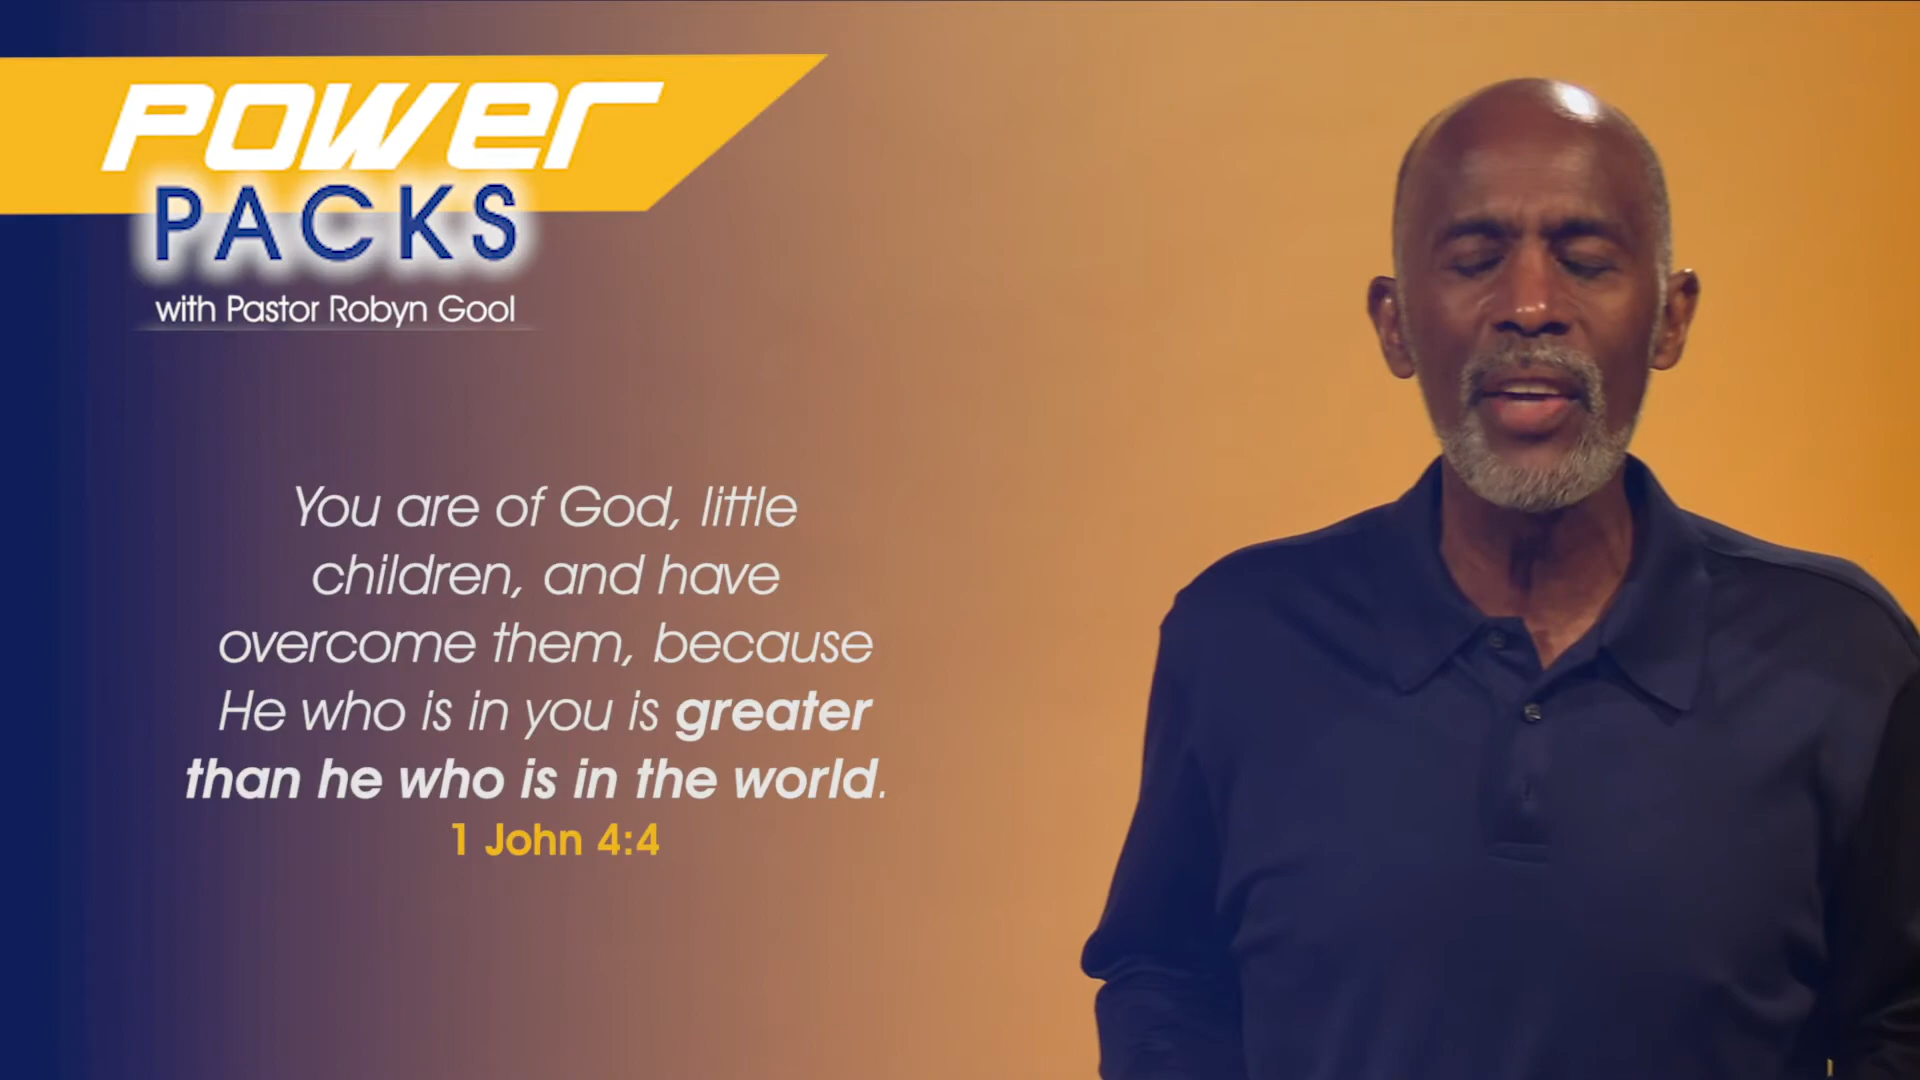 POWER
PACKS
with Pastor Robyn Gool
You are of God, little
children, and have
overcome them, because
He who is in you is greater
than he who is in the world.
1 John 4:4